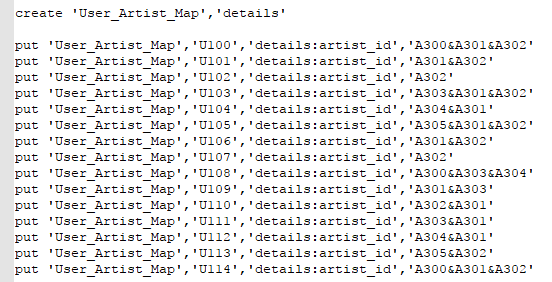 create 'User_Artist_Map','details'
put 'User_Artist_Map','U100','details:artist_id','A300&A301&A302'
put 'User_Artist_Map','U101','details:artist_id','A301&A302'
put 'User_Artist_Map','U102','details:artist_id','A302'
put 'User_Artist_Map','U103','details:artist_id','A303&A301&A302'
put 'User_Artist_Map','U104','details:artist_id','A304&A301'
put 'User_Artist_Map','U105','details:artist_id','A305&A301&A302'
put 'User_Artist_Map','U106','details:artist_id','A301&A302'
put 'User_Artist_Map','U107','details:artist_id','A302'
put 'User_Artist_Map','U108','details:artist_id','A300&A303&A304'
put 'User_Artist_Map','U109','details:artist_id','A301&A303'
put 'User_Artist_Map','U110','details:artist_id','A302&A301'
put 'User_Artist_Map','U111','details:artist_id','A303&A301'
put 'User_Artist_Map','U112','details:artist_id','A304&A301'
put 'User_Artist_Map','U113','details:artist_id','A305&A302'
put 'User_Artist_Map','U114','details:artist_id','A300&A301&A302'